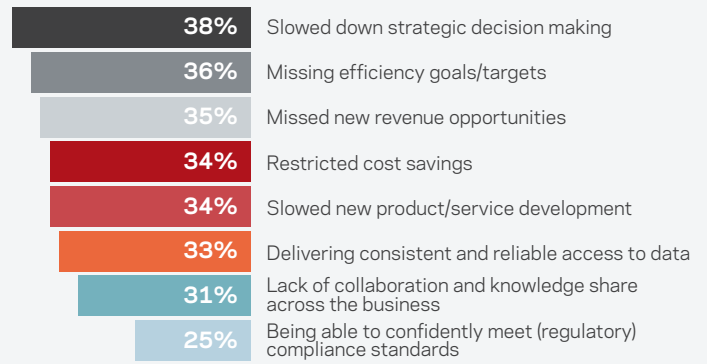 38% Slowed down strategic decision making
36% Missing efficiency goals/targets
35% Missed new revenue opportunities
34% Restricted cost savings
34% Slowed new product/service development
33% Delivering consistent and reliable access to data
31% Lack of collaboration and knowledge share
across the business
25% Being able to confidently meet (regulatory)
compliance standards